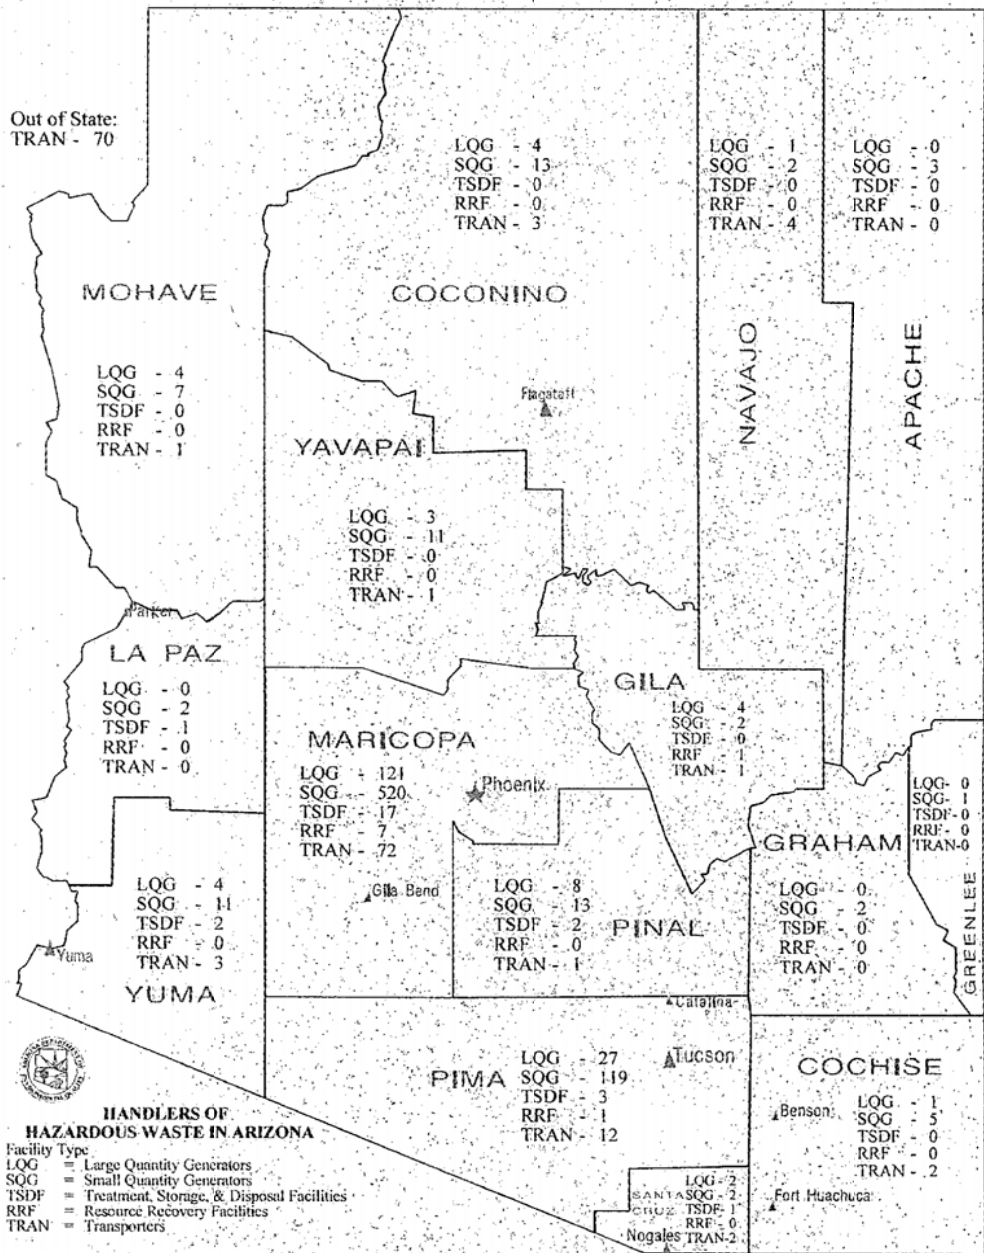 Out of State:
TRAN - 70
LQG - 4
SQG - 13
TSDF - 0
RRF - 0
TRAN - 3
LQG - 1
SQG - 2
TSDF - 0
RRF - 0
TRAN - 4
LQG - 0
SQG - 3
TSDF - 0
RRF - 0
TRAN - 0
MOHAVE
COCONINO
NAVAJO
APACHE
LQG - 4
SQG - 7
TSDF - 0
RRF - 0
TRAN - 1
Flagstaff
YAVAPAI
LQG - 3
SQG - 11
TSDF - 0
RRF - 0
TRAN - 1
Parker
LA PAZ
LQG - 0
SQG - 2
TSDF - 1
RRF - 0
TRAN - 0
GILA
LQG - 4
SQG - 2
TSDF - 0
RRF - 1
TRAN - 1
MARICOPA
LQG - 121
SQG - 520
TSDF - 17
RRF - 7
TRAN - 72
Phoenix
Gila Bend
LQG - 0
SQG - 1
TSDF - 0
RRF - 0
TRAN - 0
GREENLEE
GRAHAM
LQG - 0
SQG - 2
TSDF - 0
RRF - 0
TRAN - 0
LQG - 8
SQG - 13
TSDF - 2
RRF - 0
TRAN - 1
PINAL
LQG - 4
SQG - 11
TSDF - 2
RRF - 0
TRAN - 3
Yuma
YUMA
Catalina
Tucson
PIMA
LQG - 27
SQG - 119
TSDF - 3
RRF - 1
TRAN - 12
COCHISE
Benson
LQG - 1
SQG - 5
TSDF - 0
RRF - 0
TRAN - 2
Fort Huachuca
SANTA
CRUZ
LQG - 2
SQG - 2
TSDF - 1
RRF - 0
TRAN - 2
Nogales
HANDLERS OF
HAZARDOUS WASTE IN ARIZONA
Facility Type
LQG = Large Quantity Generators
SQG = Small Quantity Generators
TSDF = Treatment, Storage, & Disposal Facilities
RRF = Resource Recovery Facilities
TRAN = Transporters